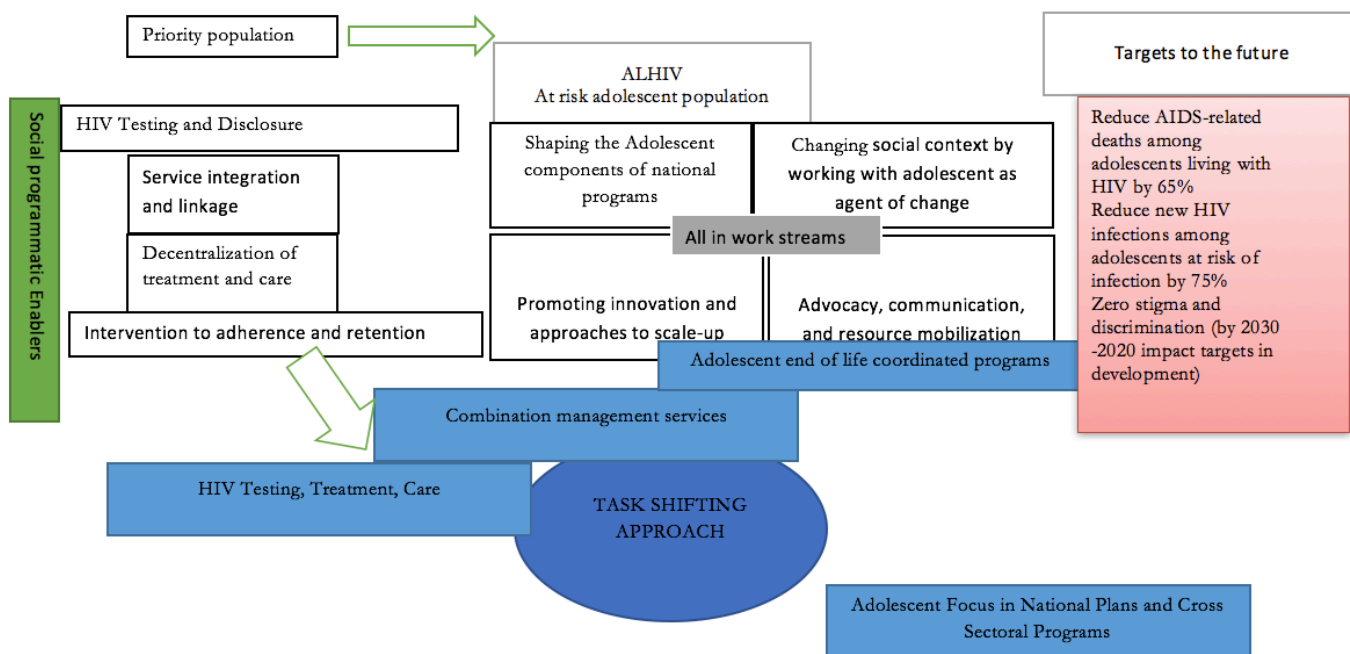 Priority population
ALHIV
At risk adolescent population
Targets to the future
Social programmatic Enablers
HIV Testing and Disclosure
Service integration
and linkage
Decentralization of
treatment and care
Intervention to adherence and retention
Shaping the Adolescent
components of national
programs
Changing social context by
working with adolescent as
agent of change
All in work streams
Promoting innovation and
approaches to scale-up
Advocacy, communication,
and resource mobilization
Reduce AIDS-related
deaths among
adolescents living with
HIV by 65%
Reduce new HIV
infections among
adolescents at risk of
infection by 75%
Zero stigma and
discrimination (by 2030
-2020 impact targets in
development)
Adolescent end of life coordinated programs
Combination management services
HIV Testing, Treatment, Care
TASK SHIFTING
APPROACH
Adolescent Focus in National Plans and Cross
Sectoral Programs